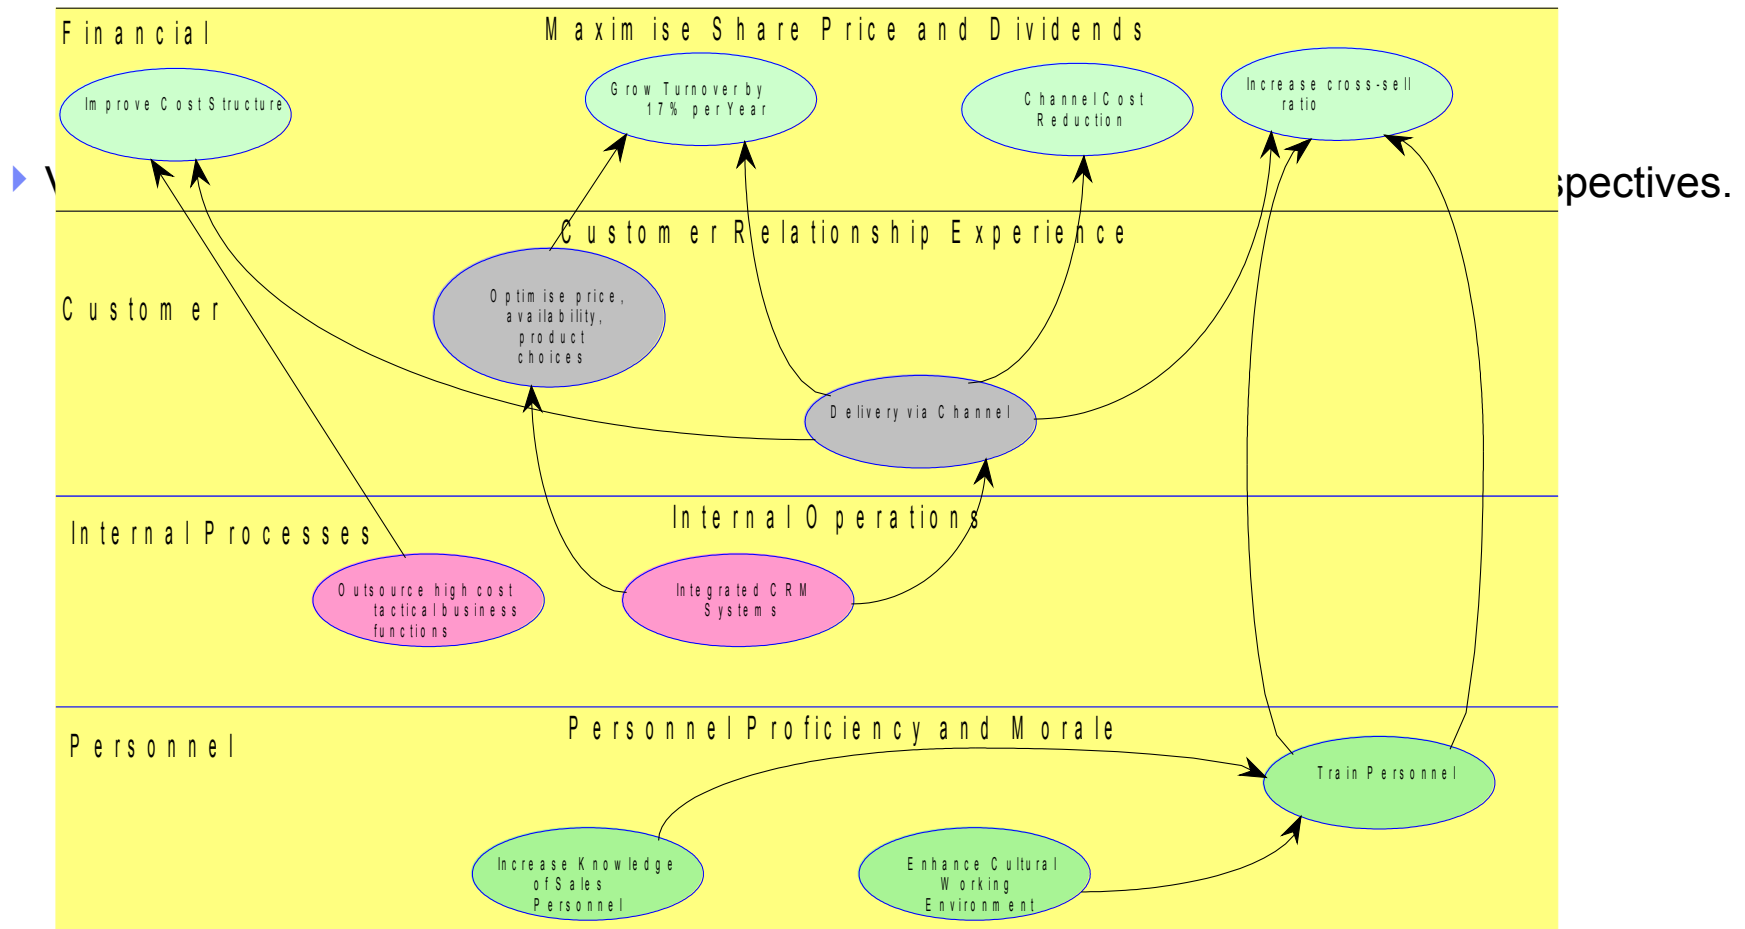 Financial
Maximise Share Price and Dividends
Improve Cost Structure
Grow Turnover by
17% per Year
Channel Cost
Reduction
Increase cross-sell
ratio
spectives.
Customer Relationship Experience
Customer
Optimise price,
availability,
product
choices
Delivery via Channel
Internal Processes
Internal Operations
Outsource high cost
tactical business
functions
Integrated CRM
Systems
Personnel
Personnel Proficiency and Morale
Train Personnel
Increase Knowledge
of Sales
Personnel
Enhance Cultural
Working
Environment